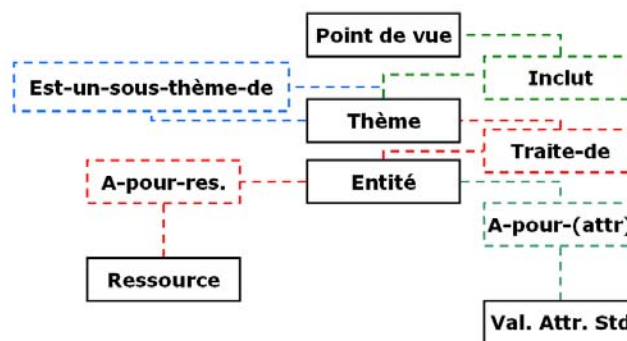 Point de vue
Est-un-sous-thème-de
Inclut
Thème
Traite-de
A-pour-res.
Entité
A-pour-(attr)
Ressource
Val. Attr. Std